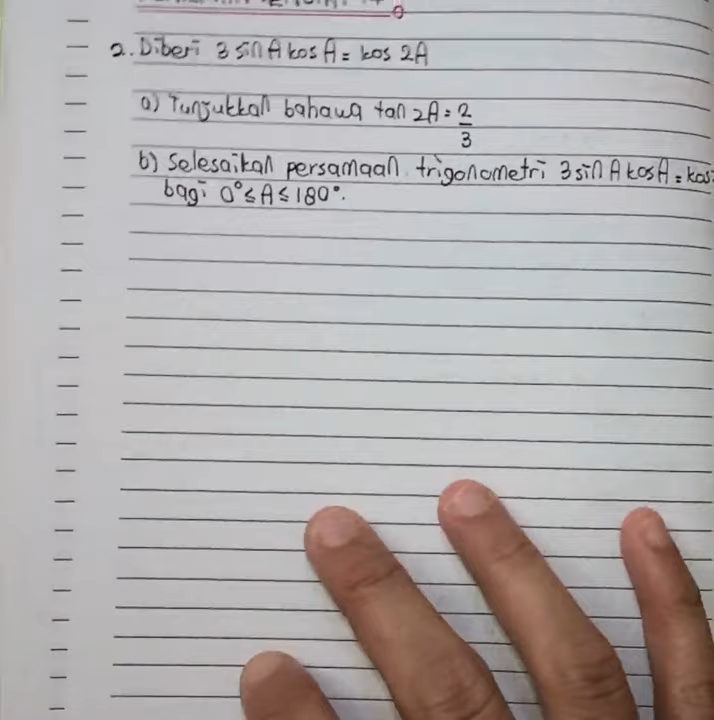 2. Diberi 3 sin A kos A = kos 2A
a) Tunjukkan bahawa tan 2A = 2/3
b) Selesaikan persamaan trigonometri 3 sin A kos A = kos
bagi 0° ≤ A ≤ 180°.